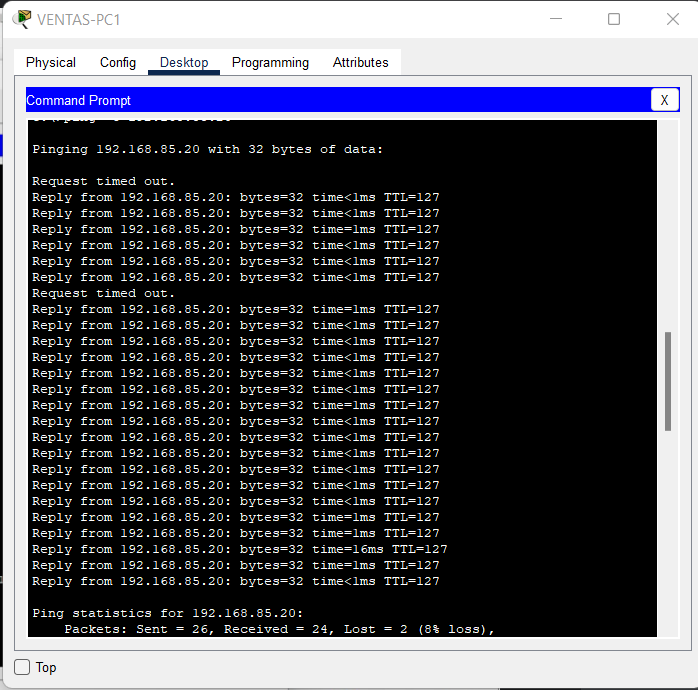 VENTAS-PC1
Physical Config Desktop Programming Attributes
Command Prompt X
Pinging 192.168.85.20 with 32 bytes of data:
Request timed out.
Reply from 192.168.85.20: bytes=32 time<1ms TTL=127
Reply from 192.168.85.20: bytes=32 time<1ms TTL=127
Reply from 192.168.85.20: bytes=32 time=1ms TTL=127
Reply from 192.168.85.20: bytes=32 time<1ms TTL=127
Reply from 192.168.85.20: bytes=32 time<1ms TTL=127
Reply from 192.168.85.20: bytes=32 time<1ms TTL=127
Request timed out.
Reply from 192.168.85.20: bytes=32 time=1ms TTL=127
Reply from 192.168.85.20: bytes=32 time<1ms TTL=127
Reply from 192.168.85.20: bytes=32 time=1ms TTL=127
Reply from 192.168.85.20: bytes=32 time<1ms TTL=127
Reply from 192.168.85.20: bytes=32 time<1ms TTL=127
Reply from 192.168.85.20: bytes=32 time<1ms TTL=127
Reply from 192.168.85.20: bytes=32 time=1ms TTL=127
Reply from 192.168.85.20: bytes=32 time=1ms TTL=127
Reply from 192.168.85.20: bytes=32 time<1ms TTL=127
Reply from 192.168.85.20: bytes=32 time<1ms TTL=127
Reply from 192.168.85.20: bytes=32 time<1ms TTL=127
Reply from 192.168.85.20: bytes=32 time<1ms TTL=127
Reply from 192.168.85.20: bytes=32 time<1ms TTL=127
Reply from 192.168.85.20: bytes=32 time=1ms TTL=127
Reply from 192.168.85.20: bytes=32 time=1ms TTL=127
Reply from 192.168.85.20: bytes=32 time=16ms TTL=127
Reply from 192.168.85.20: bytes=32 time=1ms TTL=127
Reply from 192.168.85.20: bytes=32 time<1ms TTL=127
Ping statistics for 192.168.85.20:
Packets: Sent = 26, Received = 24, Lost = 2 (8% loss),
Top